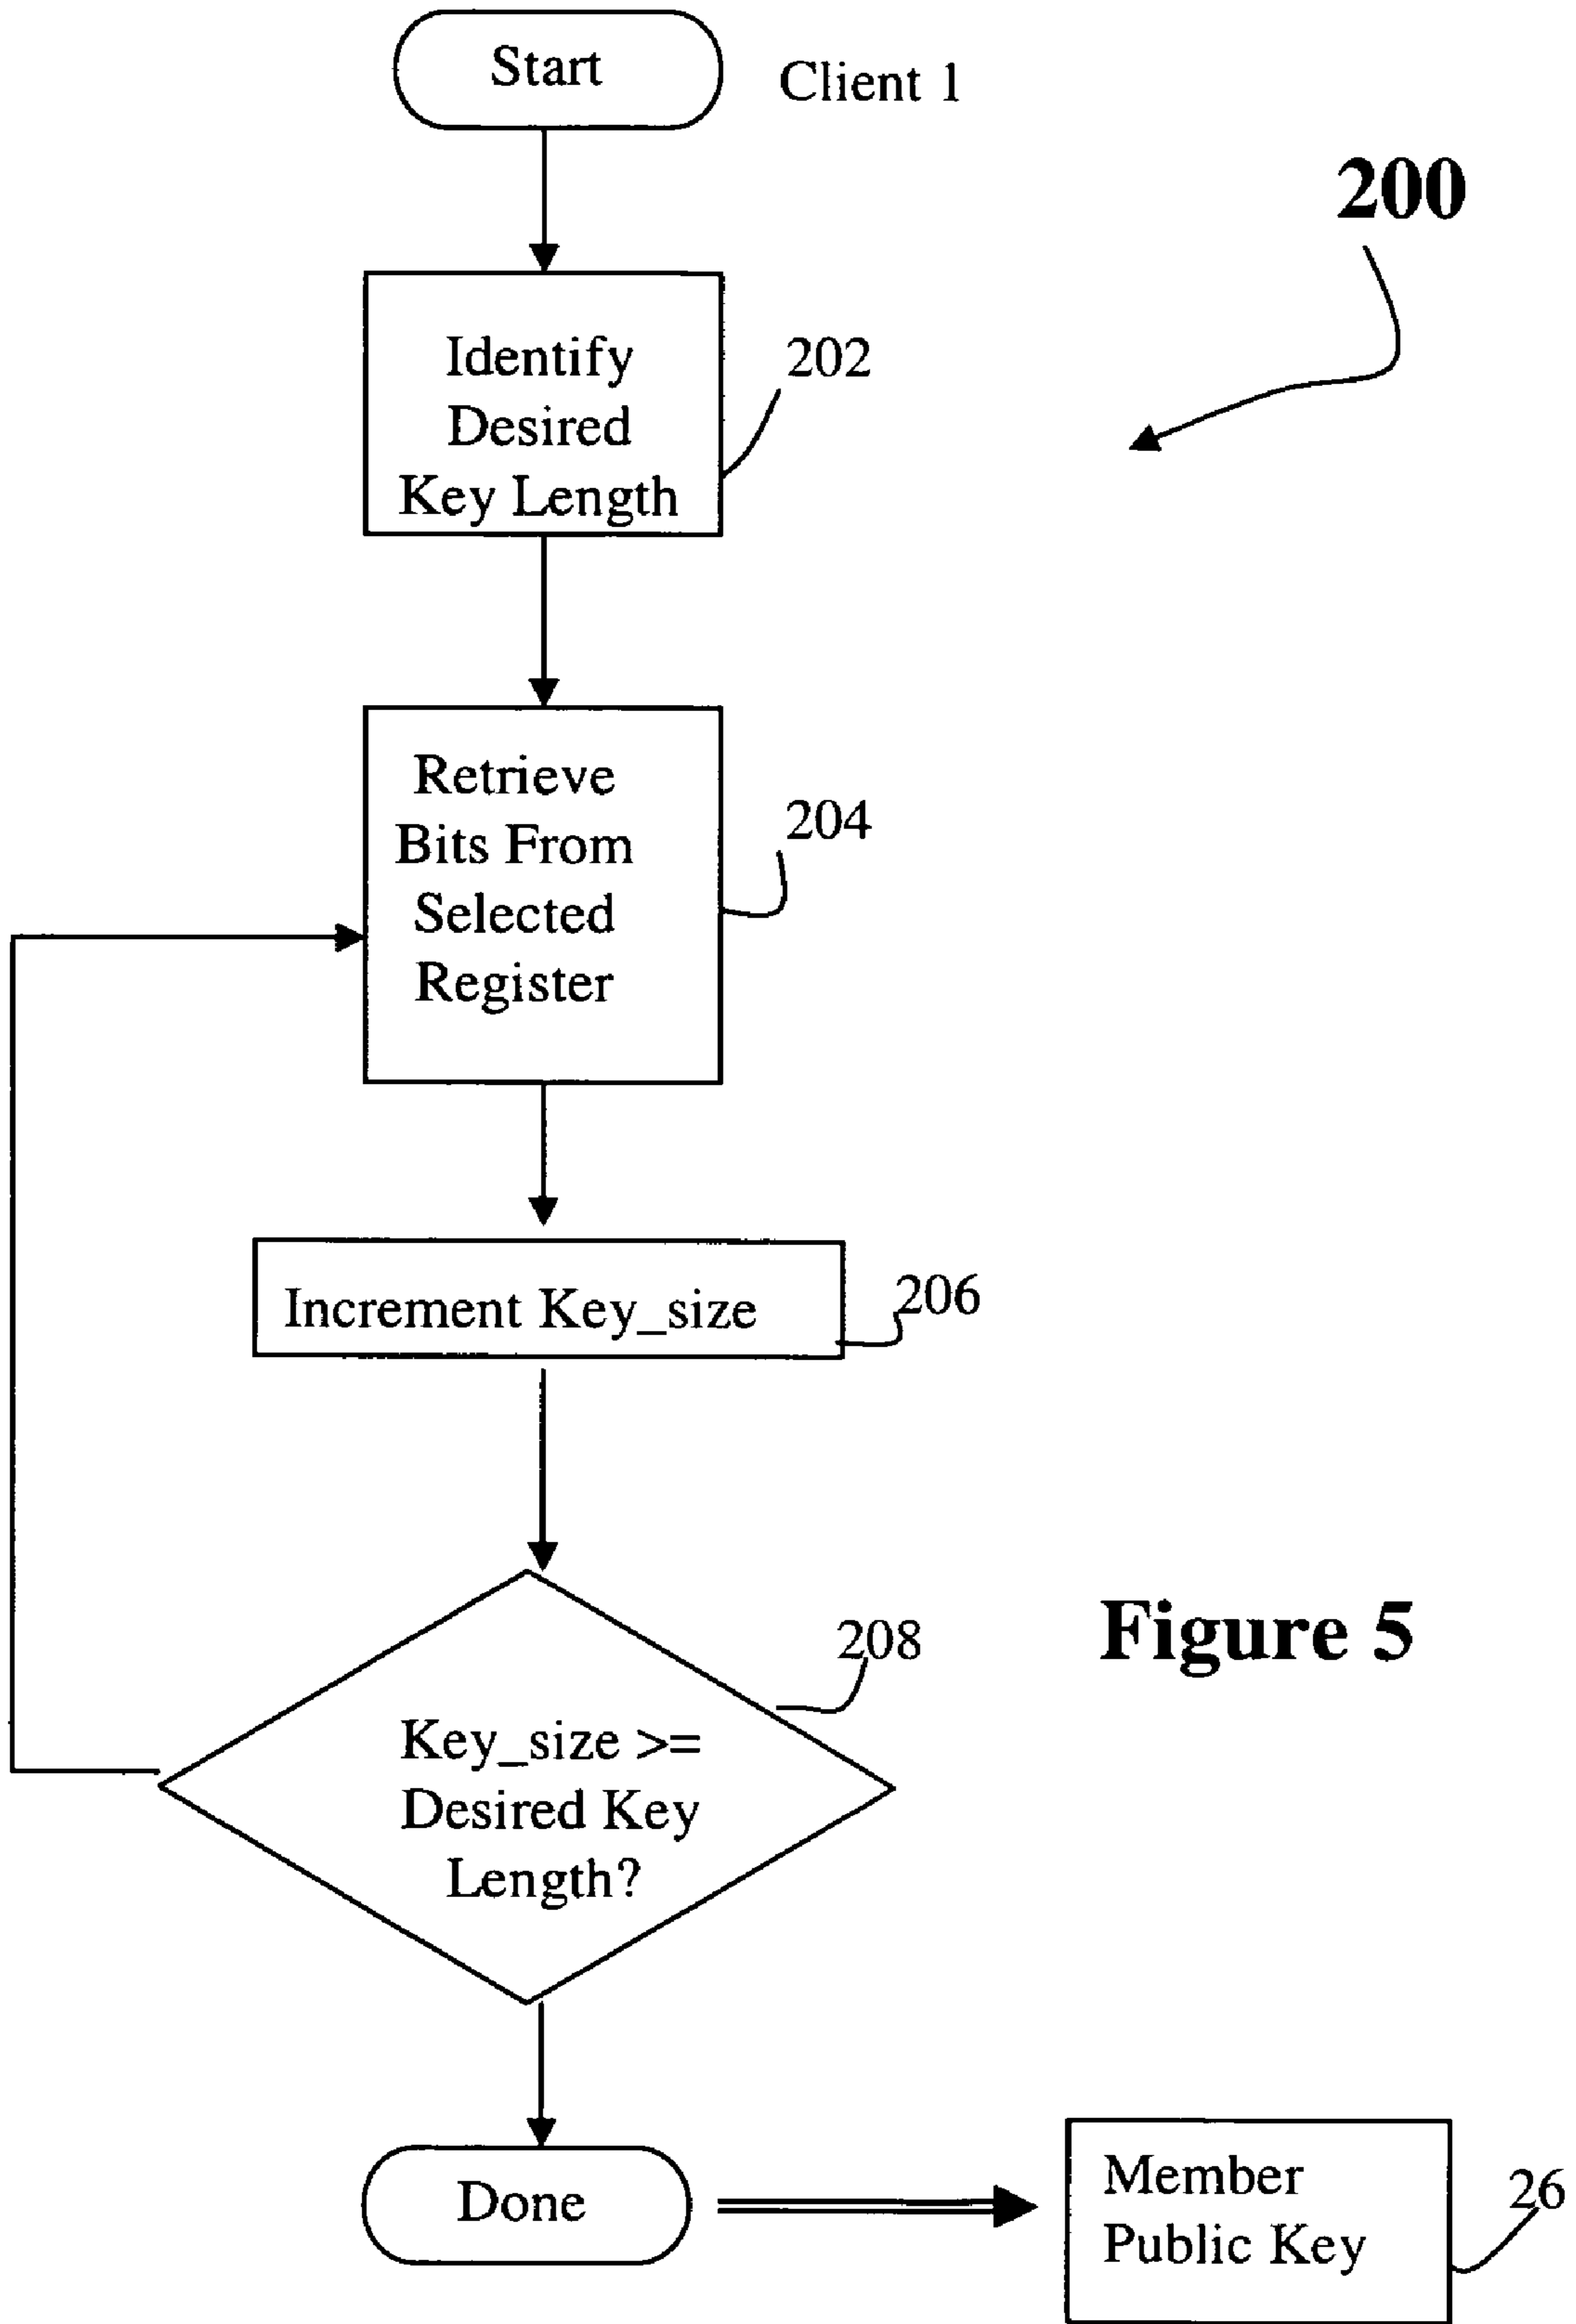 Start
Client 1
200
Identify
Desired
Key Length
202
Retrieve
Bits From
Selected
Register
204
Increment Key_size
206
Key_size >=
Desired Key
Length?
208
Figure 5
Done
Member
Public Key
26